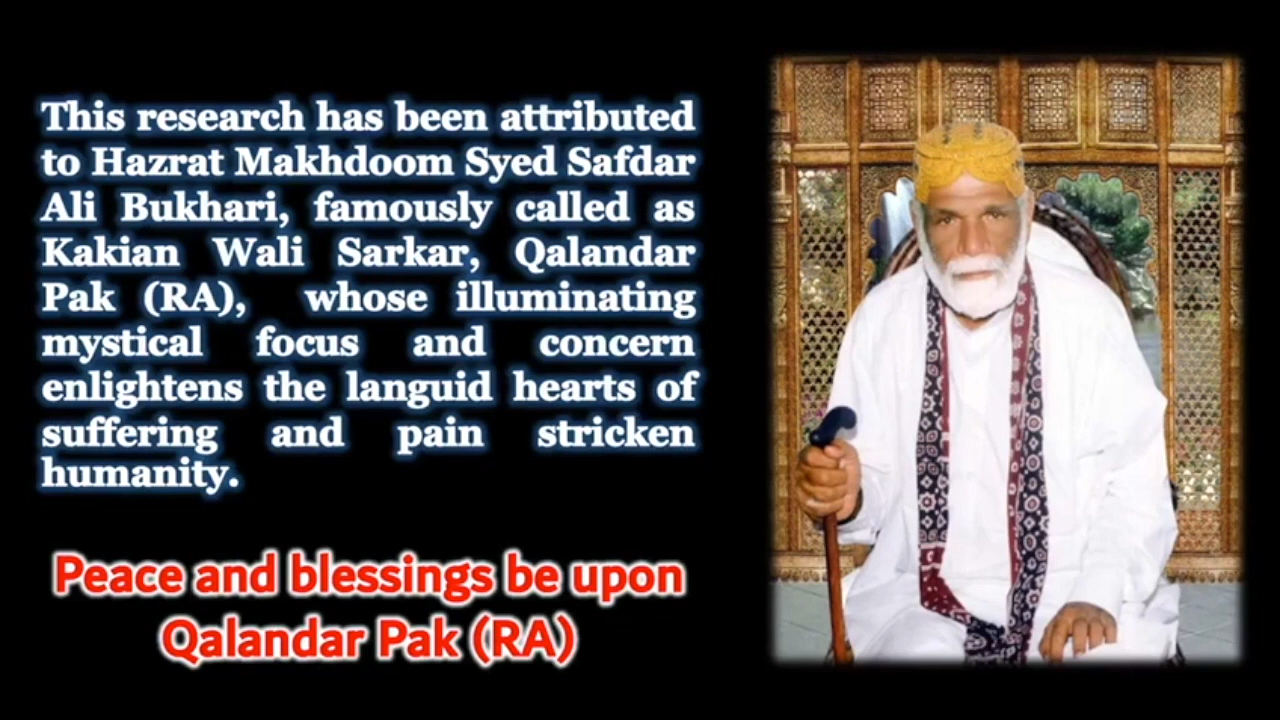 This research has been attributed
to Hazrat Makhdoom Syed Safdar
Ali Bukhari, famously called as
Kakian Wali Sarkar, Qalandar
Pak (RA), whose illuminating
mystical focus and concern
enlightens the languid hearts of
suffering and pain stricken
humanity.
Peace and blessings be upon
Qalandar Pak (RA)